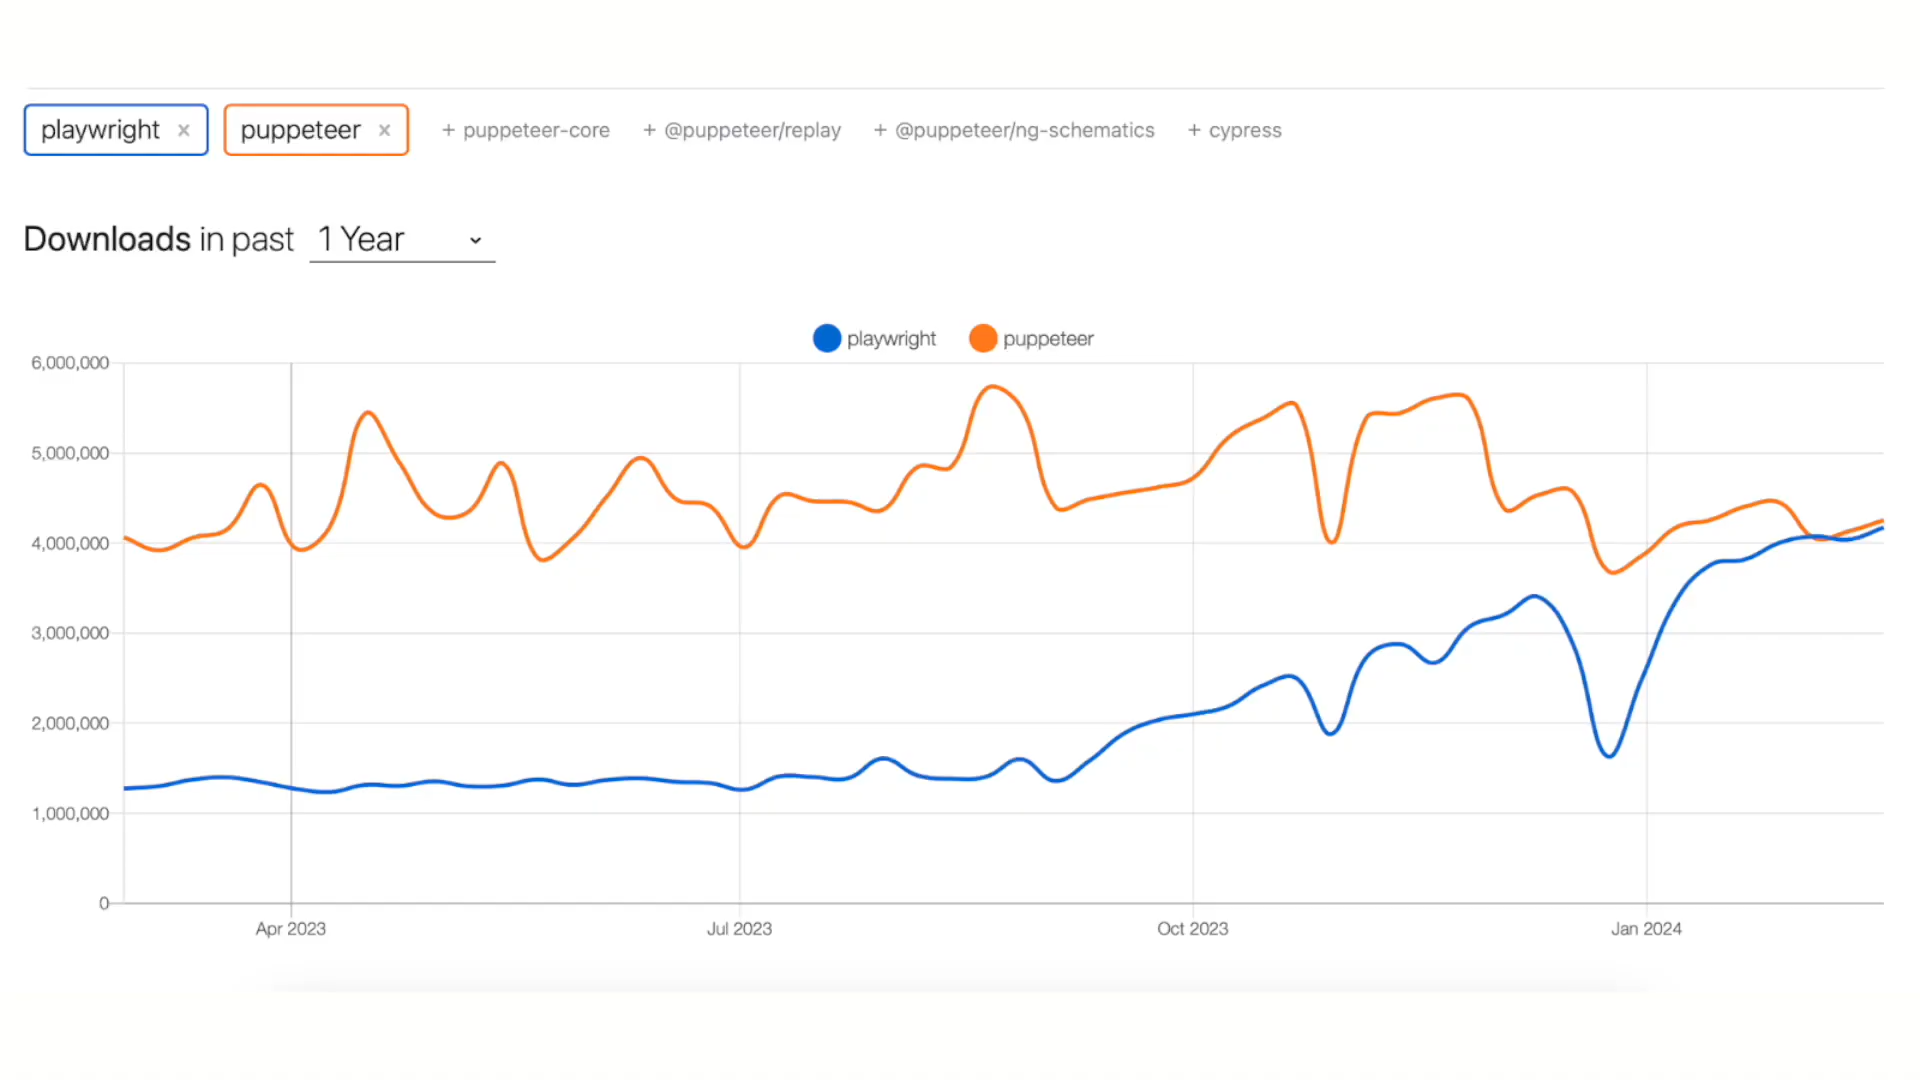 playwright × puppeteer × + puppeteer-core + @puppeteer/replay + @puppeteer/ng-schematics + cypress
Downloads in past 1 Year
playwright puppeteer
6,000,000
5,000,000
4,000,000
3,000,000
2,000,000
1,000,000
0
Apr 2023 Jul 2023 Oct 2023 Jan 2024